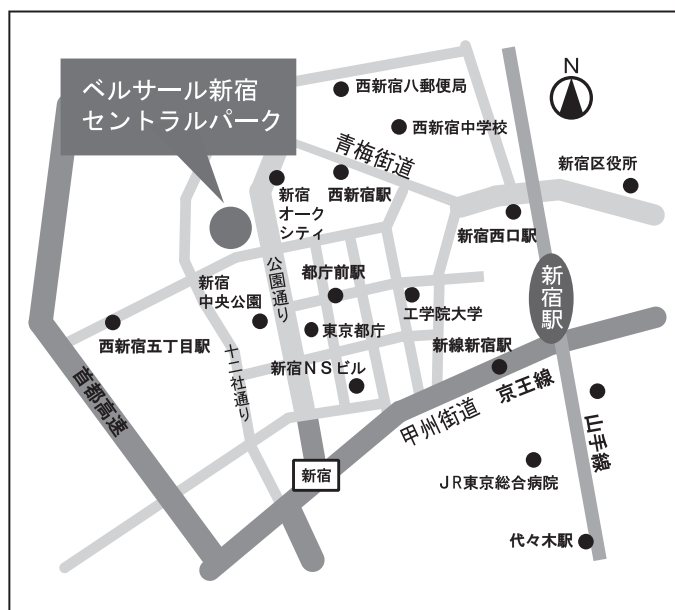 ベルサール新宿
セントラルパーク
西新宿八郵便局
N
西新宿中学校
青梅街道
新宿区役所
新宿
オーク
シティ
西新宿駅
新宿西口駅
公園通り
都庁前駅
新宿
中央公園
工学院大学
新宿駅
西新宿五丁目駅
東京都庁
十二社通り
新宿NSビル
新線新宿駅
首都高速
甲州街道
京王線
山手線
新宿
JR東京総合病院
代々木駅